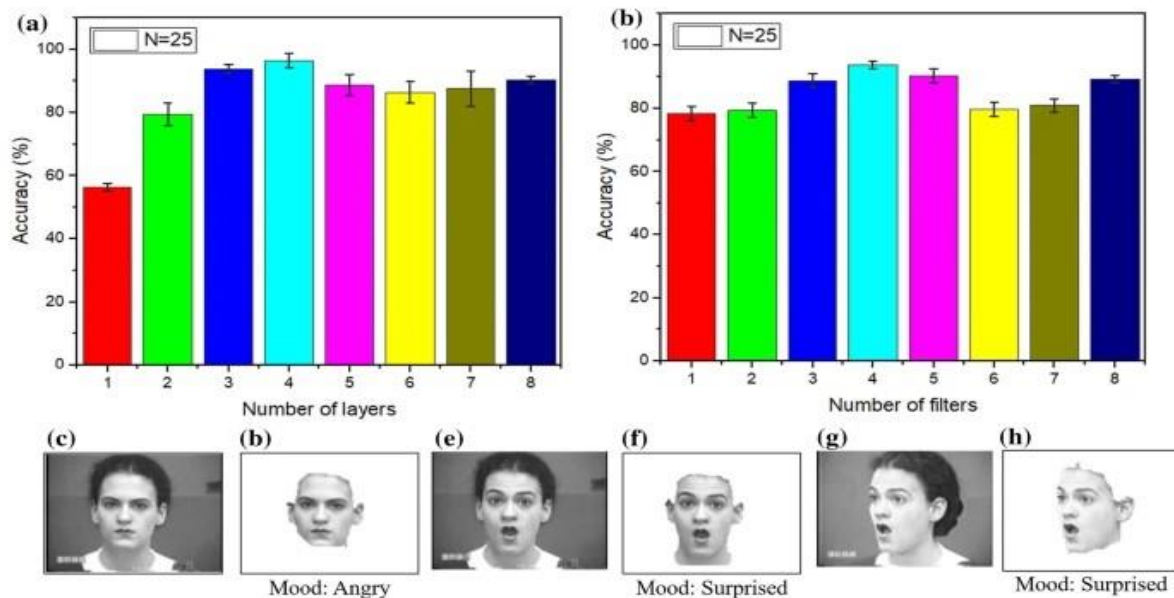 (a)
N=25
100
80
60
40
20
0
Accuracy (%)
1 2 3 4 5 6 7 8
Number of layers
(b)
N=25
100
80
60
40
20
0
Accuracy (%)
1 2 3 4 5 6 7 8
Number of filters
(c) (b) (e) (f) (g) (h)
Mood: Angry Mood: Surprised Mood: Surprised